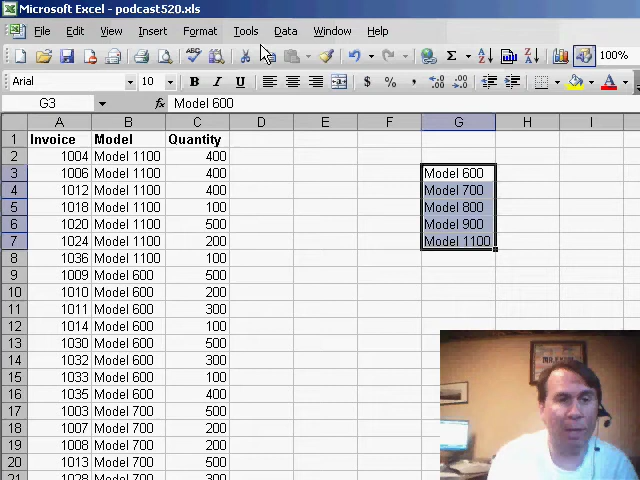 Microsoft Excel - podcast520.xls
File Edit View Insert Format Tools Data Window Help
100%
Arial 10 B I U $ % ,
G3 fx Model 600
A B C D E F G H I
1 Invoice Model Quantity
2 1004 Model 1100 400
3 1006 Model 1100 400 Model 600
4 1012 Model 1100 400 Model 700
5 1018 Model 1100 400 Model 800
6 1020 Model 1100 500 Model 900
7 1024 Model 1100 200 Model 1100
8 1036 Model 1100 100
9 1009 Model 600 500
10 1010 Model 600 200
11 1011 Model 600 300
12 1014 Model 600 100
13 1030 Model 600 500
14 1032 Model 600 300
15 1033 Model 600 100
16 1035 Model 600 400
17 1003 Model 700 500
18 1007 Model 700 200
19 1008 Model 700 200
20 1013 Model 700 500
21 1028 Model 700 300